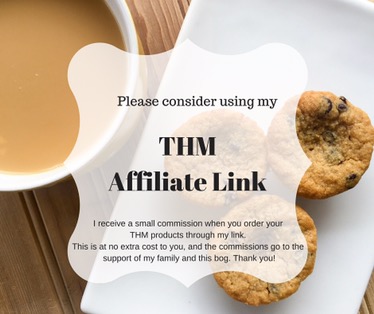 Please consider using my
THM
Affiliate Link
I receive a small commission when you order your
THM products through my link.
This is at no extra cost to you, and the commissions go to the
support of my family and this bog. Thank you!